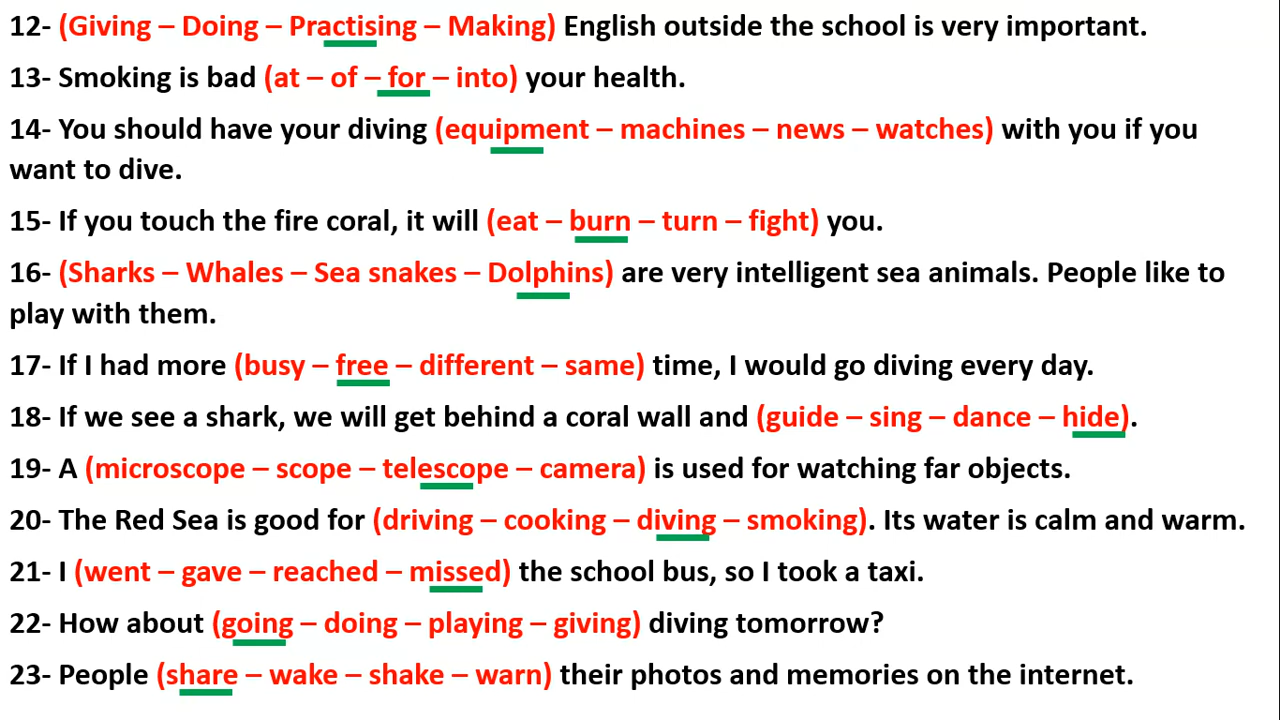 12- (Giving – Doing – Practising – Making) English outside the school is very important.
13- Smoking is bad (at – of – for – into) your health.
14- You should have your diving (equipment – machines – news – watches) with you if you
want to dive.
15- If you touch the fire coral, it will (eat – burn – turn – fight) you.
16- (Sharks – Whales – Sea snakes – Dolphins) are very intelligent sea animals. People like to
play with them.
17- If I had more (busy – free – different – same) time, I would go diving every day.
18- If we see a shark, we will get behind a coral wall and (guide – sing – dance – hide).
19- A (microscope – scope – telescope – camera) is used for watching far objects.
20- The Red Sea is good for (driving – cooking – diving – smoking). Its water is calm and warm.
21- I (went – gave – reached – missed) the school bus, so I took a taxi.
22- How about (going – doing – playing – giving) diving tomorrow?
23- People (share – wake – shake – warn) their photos and memories on the internet.